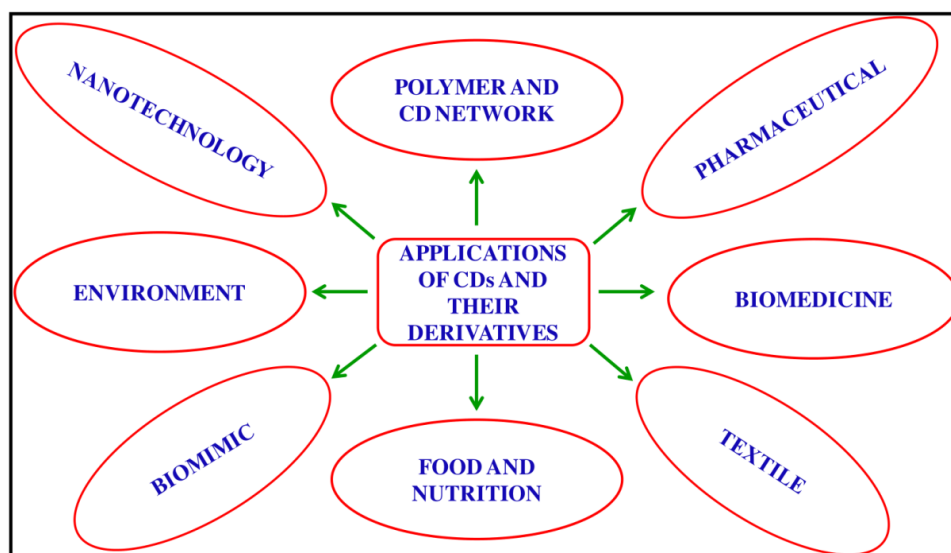 NANOTECHNOLOGY
POLYMER AND
CD NETWORK
PHARMACEUTICAL
ENVIRONMENT
APPLICATIONS
OF CDs AND
THEIR
DERIVATIVES
BIOMEDICINE
BIOMIMIC
FOOD AND
NUTRITION
TEXTILE